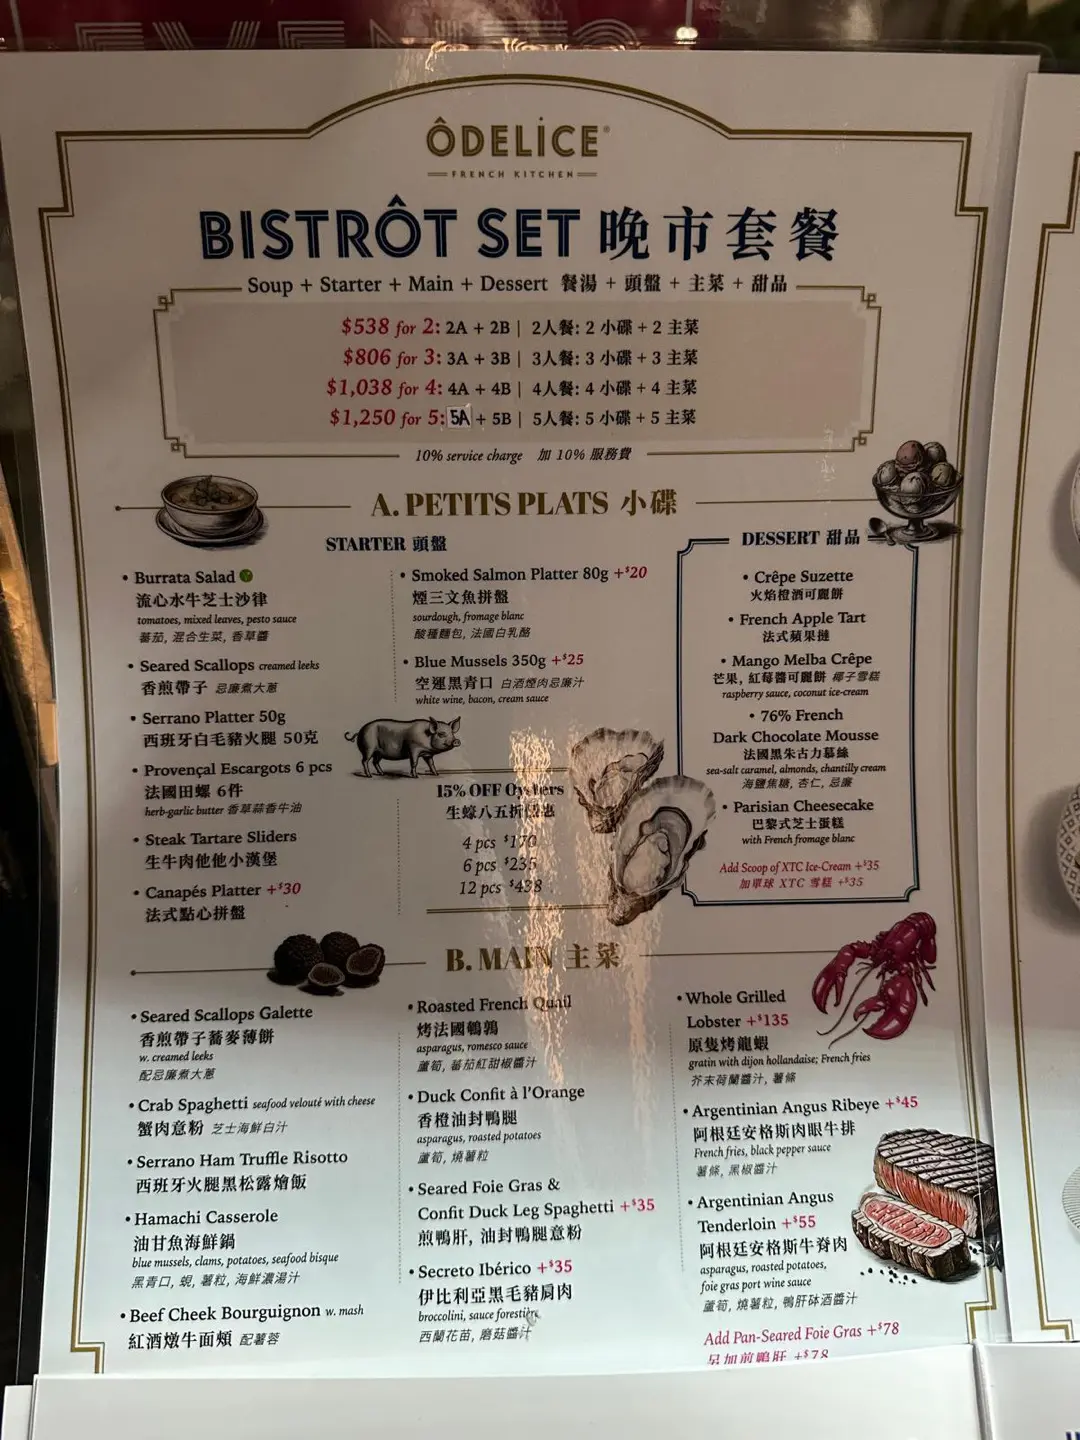 ÔDELİCE®
FRENCH KITCHEN
BISTRÔT SET 晚市套餐
Soup + Starter + Main + Dessert 餐湯 + 頭盤 + 主菜 + 甜品
$538 for 2: 2A + 2B | 2人餐: 2 小碟 + 2 主菜
$806 for 3: 3A + 3B | 3人餐: 3 小碟 + 3 主菜
$1,038 for 4: 4A + 4B | 4人餐: 4 小碟 + 4 主菜
$1,250 for 5: 5A + 5B | 5人餐: 5 小碟 + 5 主菜
10% service charge 加 10% 服務費
A. PETITS PLATS 小碟
STARTER 頭盤
• Burrata Salad
流心水牛芝士沙律
tomatoes, mixed leaves, pesto sauce
蕃茄, 混合生菜, 香草醬
• Seared Scallops creamed leeks
香煎帶子 忌廉煮大蔥
• Serrano Platter 50g
西班牙白毛豬火腿 50克
• Provençal Escargots 6 pcs
法國田螺 6件
herb-garlic butter 香草蒜香牛油
• Steak Tartare Sliders
生牛肉他他小漢堡
• Canapés Platter +$30
法式點心拼盤
• Smoked Salmon Platter 80g +$20
煙三文魚拼盤
sourdough, fromage blanc
酸種麵包, 法國白乳酪
• Blue Mussels 350g +$25
空運黑青口 白酒煙肉忌廉汁
white wine, bacon, cream sauce
15% OFF Oysters
生蠔八五折優惠
4 pcs $170
6 pcs $235
12 pcs $438
DESSERT 甜品
• Crêpe Suzette
火焰橙酒可麗餅
• French Apple Tart
法式蘋果撻
• Mango Melba Crêpe
芒果, 紅莓醬可麗餅 椰子雪糕
raspberry sauce, coconut ice-cream
• 76% French
Dark Chocolate Mousse
法國黑朱古力慕絲
sea-salt caramel, almonds, chantilly cream
海鹽焦糖, 杏仁, 忌廉
• Parisian Cheesecake
巴黎式芝士蛋糕
with French fromage blanc
Add Scoop of XTC Ice-Cream +$35
加單球 XTC 雪糕 +$35
B. MAIN 主菜
• Seared Scallops Galette
香煎帶子蕎麥薄餅
w. creamed leeks
配忌廉煮大蔥
• Crab Spaghetti seafood velouté with cheese
蟹肉意粉 芝士海鮮白汁
• Serrano Ham Truffle Risotto
西班牙火腿黑松露燴飯
• Hamachi Casserole
油甘魚海鮮鍋
blue mussels, clams, potatoes, seafood bisque
黑青口, 蜆, 薯粒, 海鮮濃湯汁
• Beef Cheek Bourguignon w. mash
紅酒燉牛面頰 配薯蓉
• Roasted French Quail
烤法國鵪鶉
asparagus, romesco sauce
蘆筍, 蕃茄紅甜椒醬汁
• Duck Confit à l'Orange
香橙油封鴨腿
asparagus, roasted potatoes
蘆筍, 燒薯粒
• Seared Foie Gras &
Confit Duck Leg Spaghetti +$35
煎鴨肝, 油封鴨腿意粉
• Secreto Ibérico +$35
伊比利亞黑毛豬肩肉
broccolini, sauce forestière
西蘭花苗, 磨菇醬汁
• Whole Grilled
Lobster +$135
原隻烤龍蝦
gratin with dijon hollandaise; French fries
芥末荷蘭醬汁, 薯條
• Argentinian Angus Ribeye +$45
阿根廷安格斯肉眼牛排
French fries, black pepper sauce
薯條, 黑椒醬汁
• Argentinian Angus
Tenderloin +$55
阿根廷安格斯牛脊肉
asparagus, roasted potatoes,
foie gras port wine sauce
蘆筍, 燒薯粒, 鴨肝砵酒醬汁
Add Pan-Seared Foie Gras +$78
另加煎鴨肝 +$78